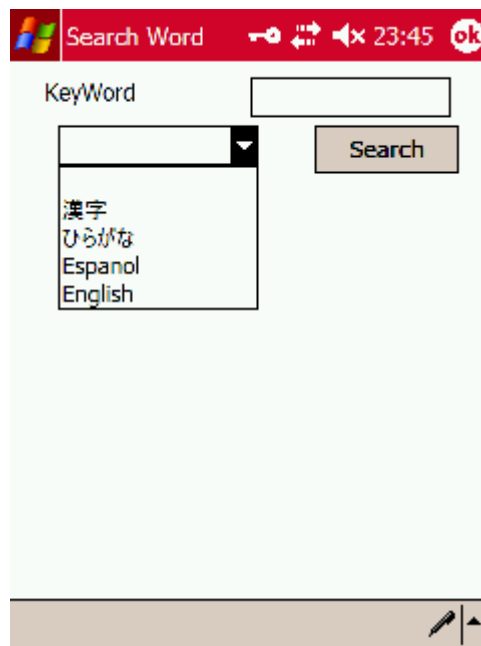 Search Word 23:45 ok
KeyWord
Search
漢字
ひらがな
Espanol
English